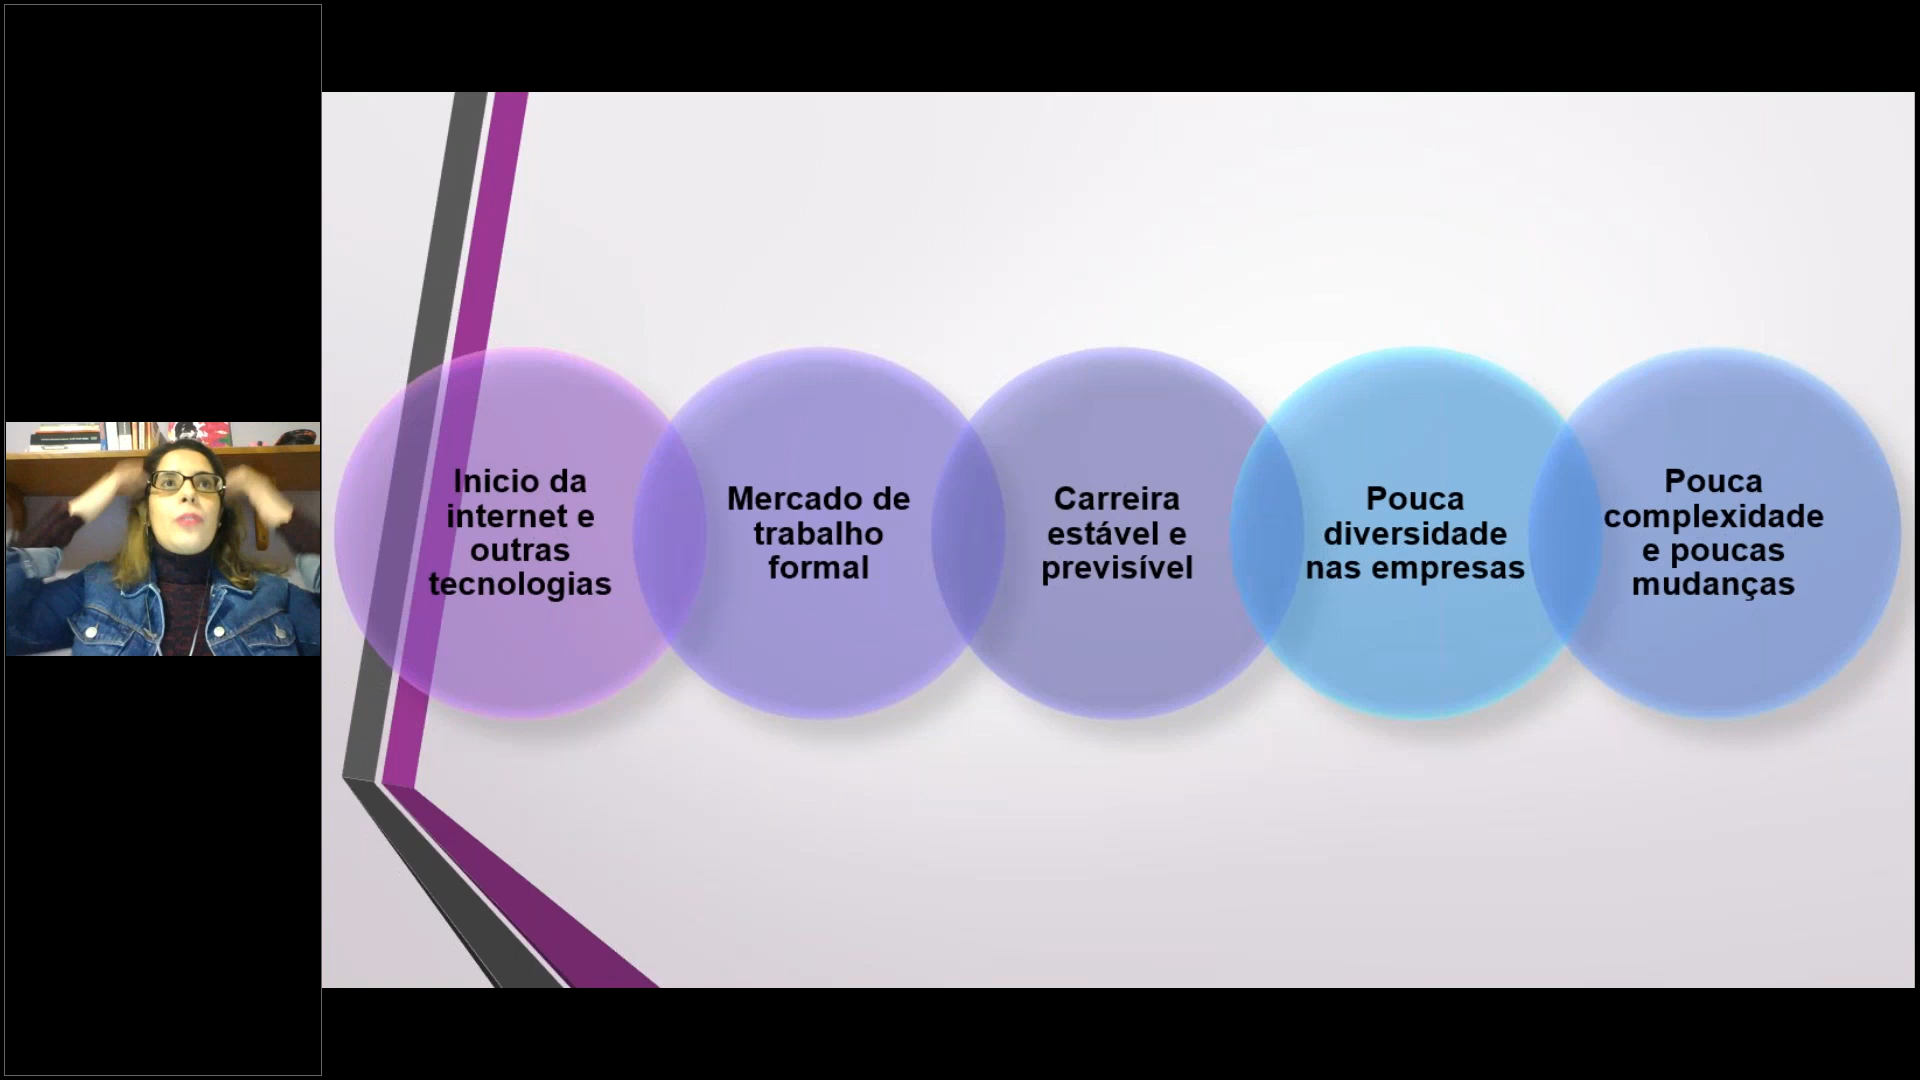 Inicio da
internet e
outras
tecnologias
Mercado de
trabalho
formal
Carreira
estável e
previsível
Pouca
diversidade
nas empresas
Pouca
complexidade
e poucas
mudanças